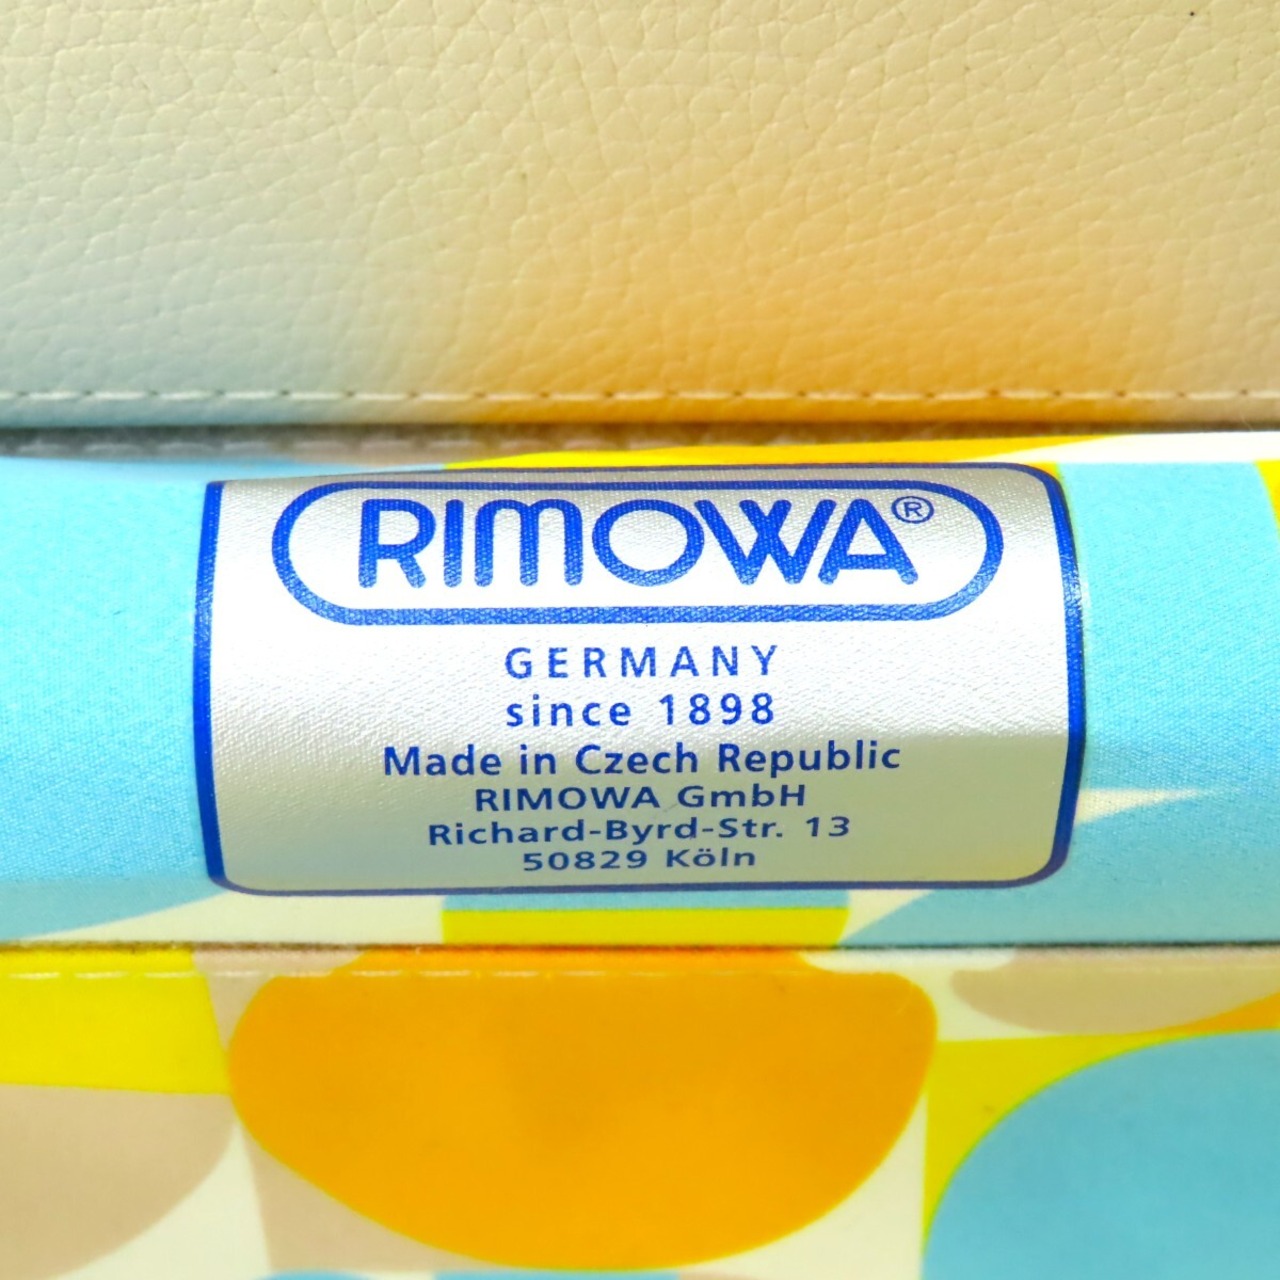 RIMOWA®
GERMANY
since 1898
Made in Czech Republic
RIMOWA GmbH
Richard-Byrd-Str. 13
50829 Köln